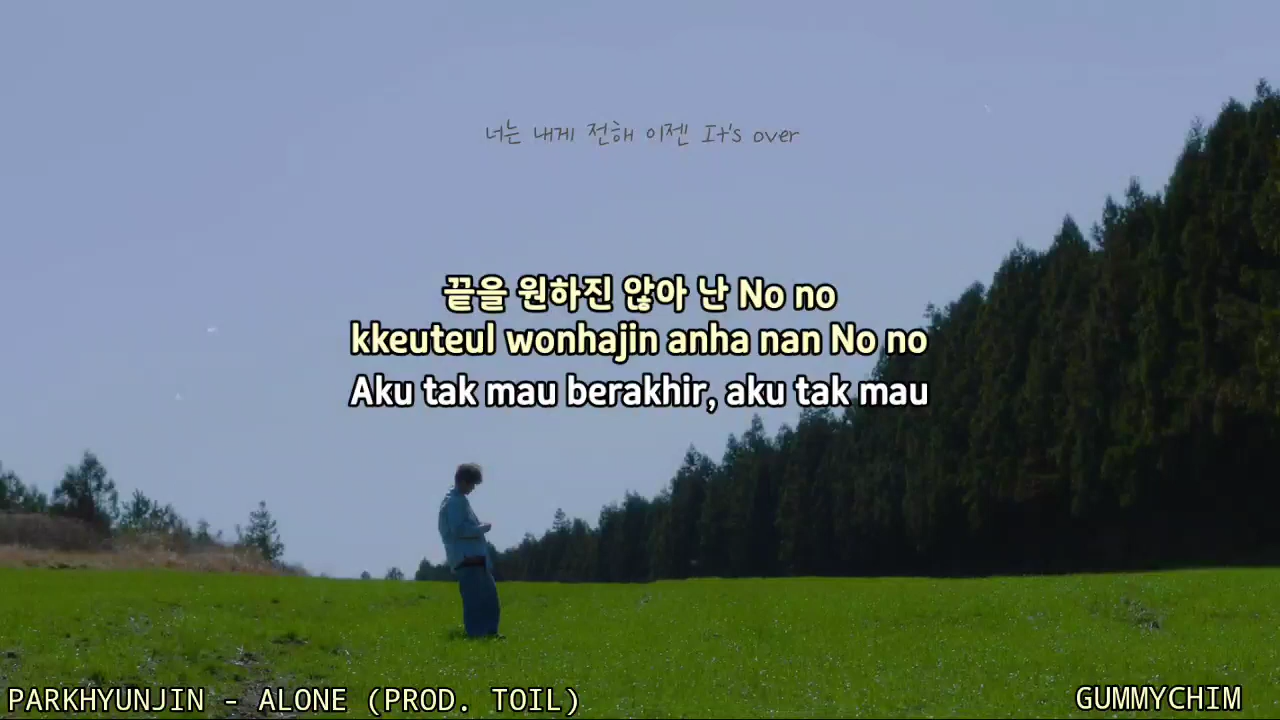 너는 내게 전해 이젠 It's over
끝을 원하진 않아 난 No no
kkeuteul wonhajin anha nan No no
Aku tak mau berakhir, aku tak mau
PARKHYUNJIN - ALONE (PROD. TOIL)
GUMMYCHIM